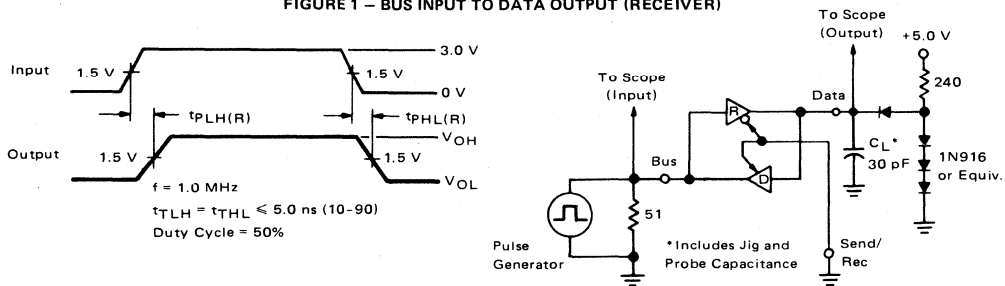 FIGURE 1 – BUS INPUT TO DATA OUTPUT (RECEIVER)
Input
1.5 V
1.5 V
3.0 V
0 V
tPLH(R)
tPHL(R)
Output
1.5 V
1.5 V
VOH
VOL
f = 1.0 MHz
tTLH = tTHL ⩽ 5.0 ns (10-90)
Duty Cycle = 50%
To Scope
(Input)
To Scope
(Output)
+5.0 V
240
Data
R
D
Bus
CL*
30 pF
1N916
or Equiv.
51
Pulse
Generator
*Includes Jig and
Probe Capacitance
Send/
Rec